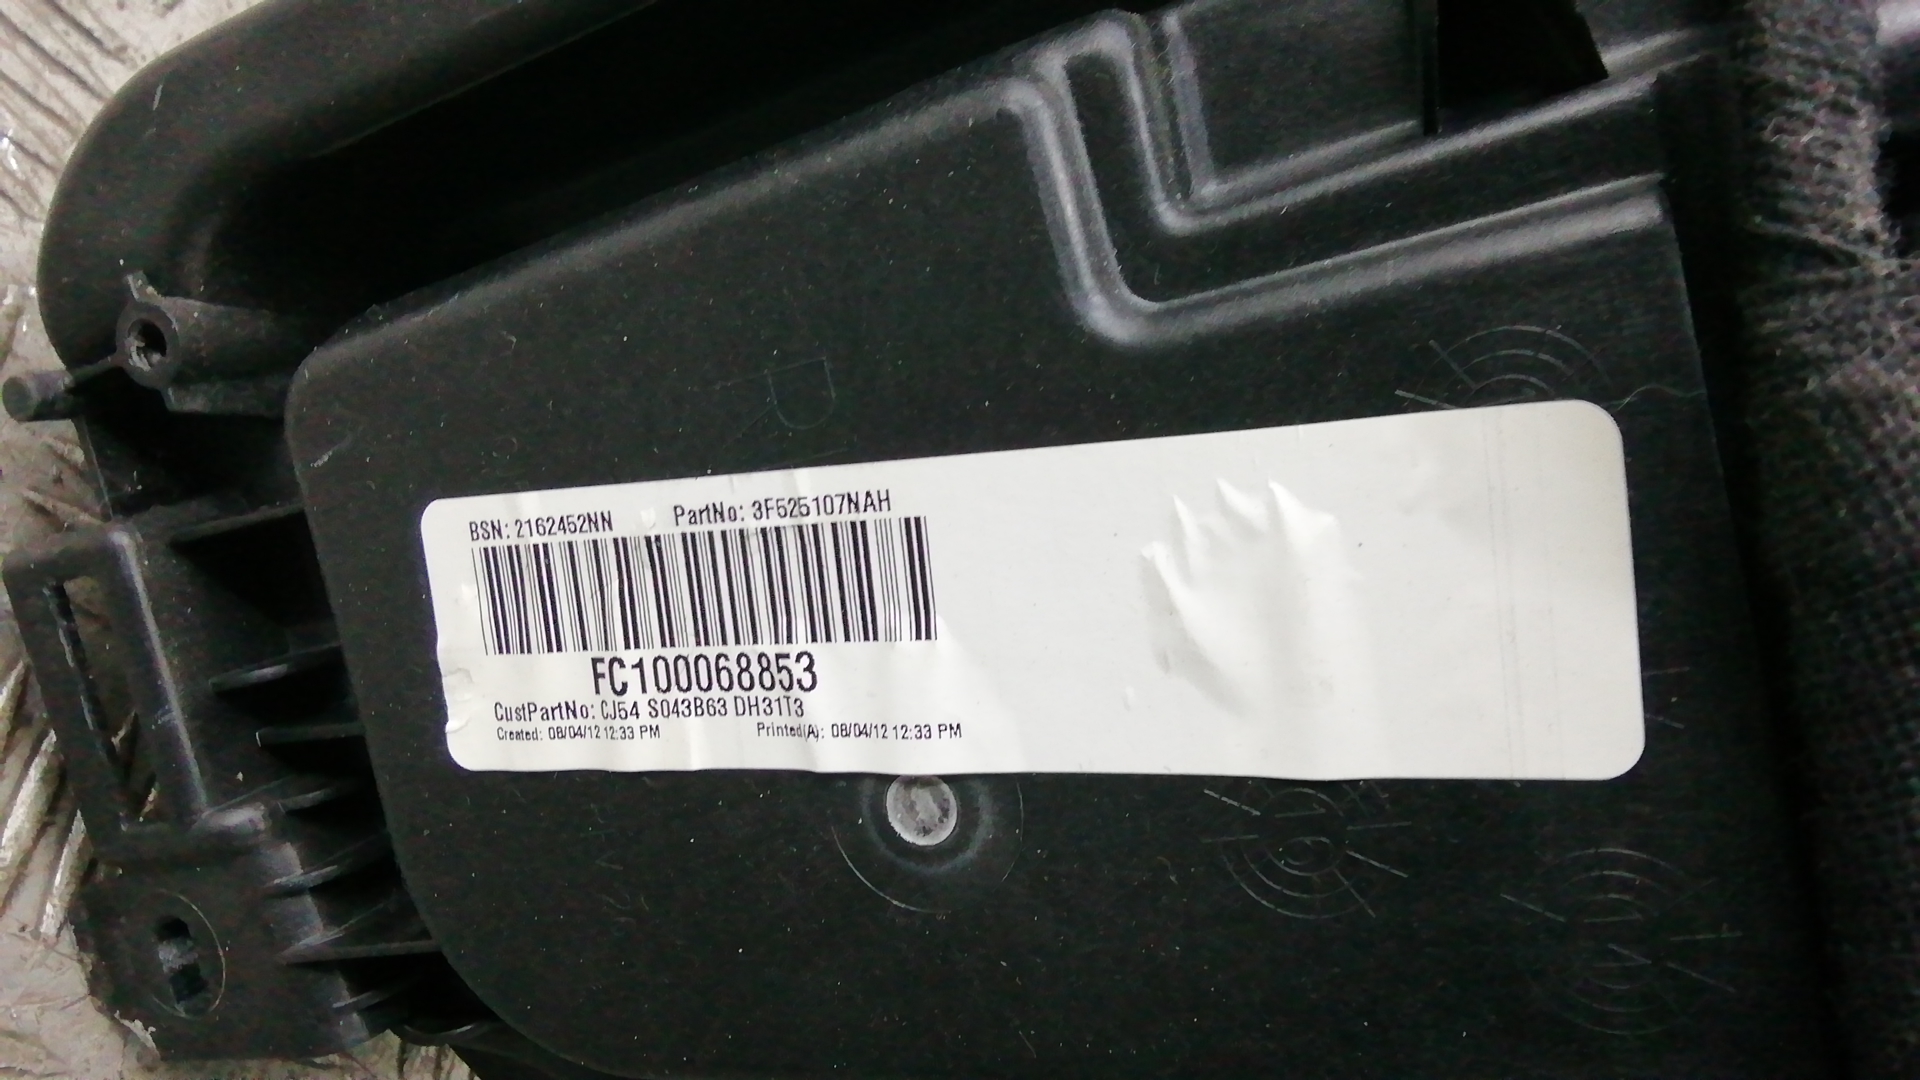 BSN: 2162452NN PartNo: 3F525107NAH
FC100068853
CustPartNo: CJ54 S043B63 DH31T3
Created: 08/04/12 12:33 PM Printed(A): 08/04/12 12:33 PM